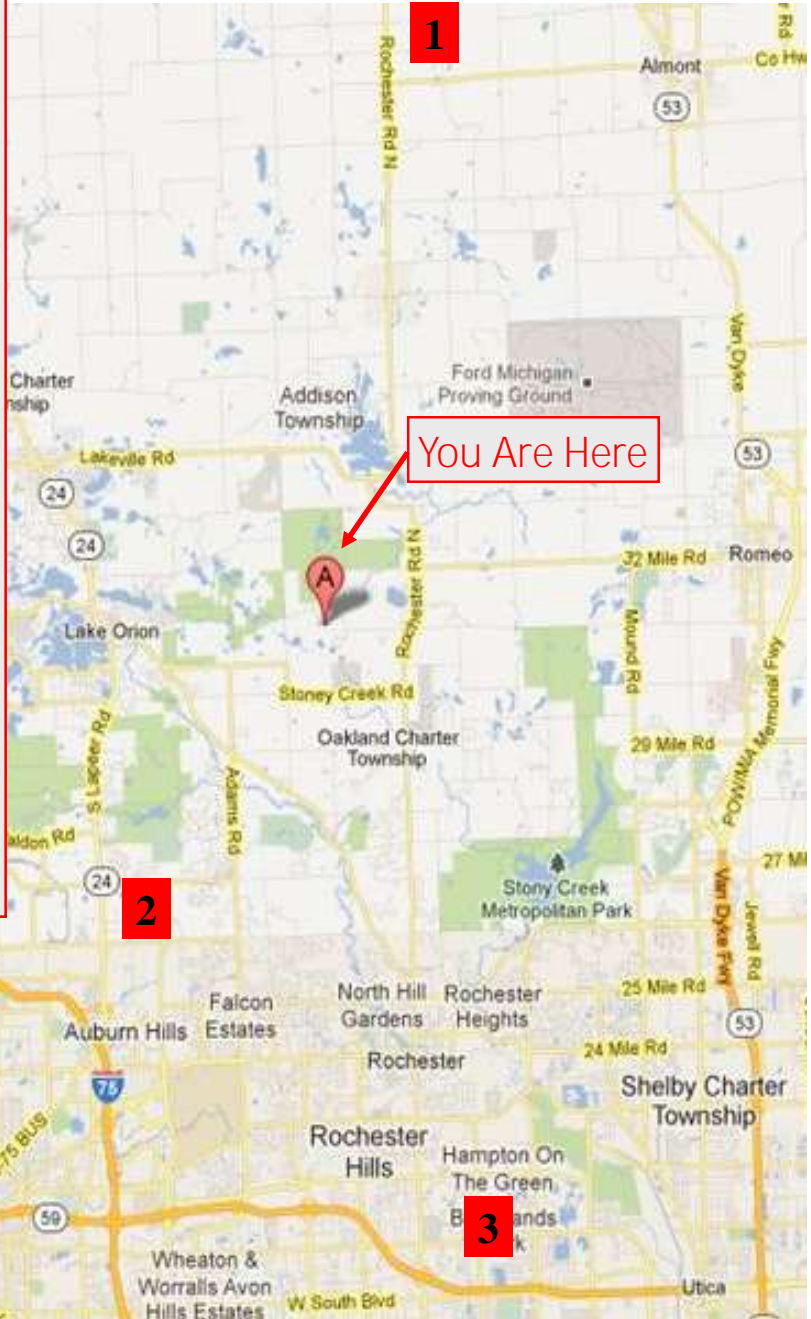 1
Rochester Rd N
Almont
Co Hw
53
Van Dyke
Charter
Ford Michigan
Proving Ground
Addison
Township
You Are Here
Lakeville Rd
53
24
24
A
Rochester Rd N
32 Mile Rd
Romeo
Lake Orion
Mound Rd
Stoney Creek Rd
S Lapeer Rd
Adams Rd
Oakland Charter
Township
29 Mile Rd
POW/MIA Memorial Fwy
24
2
Stony Creek
Metropolitan Park
27 Mi
Van Dyke Fwy
Jewell Rd
Falcon
Estates
North Hill
Gardens
Rochester
Heights
25 Mile Rd
Auburn Hills
53
Rochester
24 Mile Rd
75
Shelby Charter
Township
-75 BUS
Rochester
Hills
Hampton On
The Green
59
3
Wheaton &
Worralls Avon
Hills Estates
W South Blvd
Utica